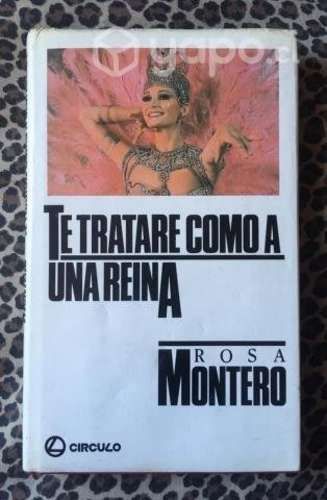 yapo.cl
TE TRATARE COMO A
UNA REINA
ROSA
MONTERO
CIRCULO